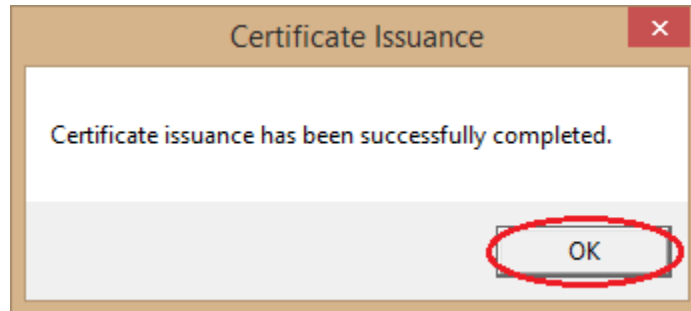 Certificate Issuance
Certificate issuance has been successfully completed.
OK